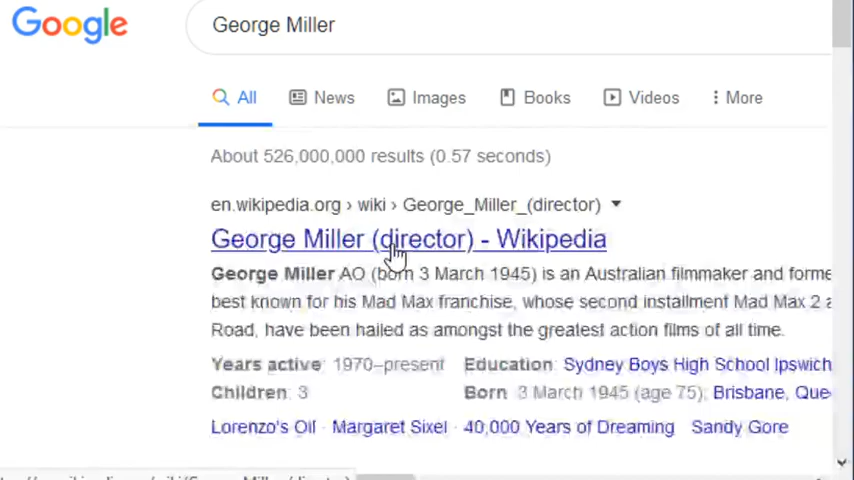 Google George Miller
All News Images Books Videos More
About 526,000,000 results (0.57 seconds)
en.wikipedia.org › wiki › George_Miller_(director)
George Miller (director) - Wikipedia
George Miller AO (born 3 March 1945) is an Australian filmmaker and forme
best known for his Mad Max franchise, whose second installment Mad Max 2 a
Road, have been hailed as amongst the greatest action films of all time.
Years active: 1970–present Education: Sydney Boys High School Ipswich
Children: 3 Born: 3 March 1945 (age 75); Brisbane, Que
Lorenzo's Oil · Margaret Sixel · 40,000 Years of Dreaming · Sandy Gore